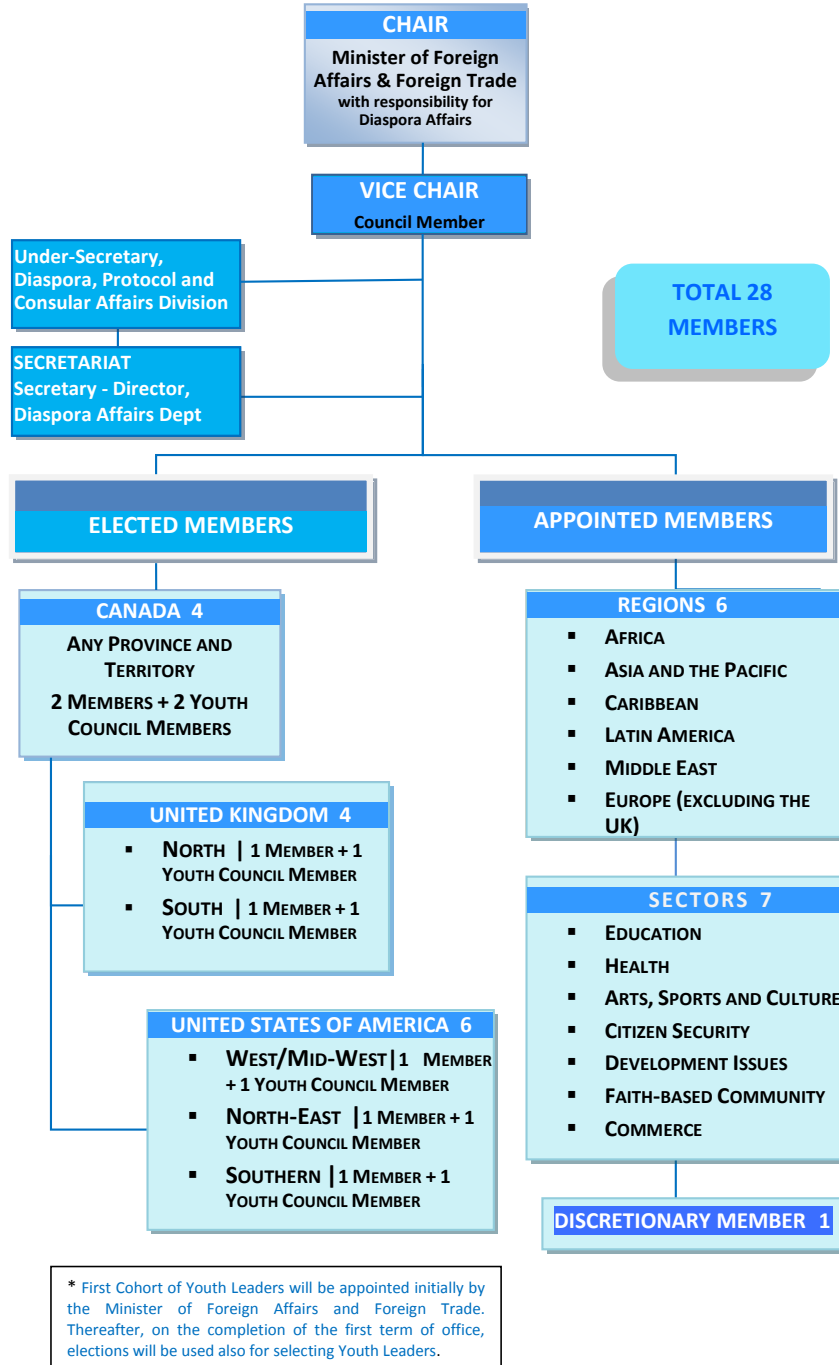 CHAIR
Minister of Foreign
Affairs & Foreign Trade
with responsibility for
Diaspora Affairs
VICE CHAIR
Council Member
Under-Secretary,
Diaspora, Protocol and
Consular Affairs Division
TOTAL 28
MEMBERS
SECRETARIAT
Secretary - Director,
Diaspora Affairs Dept
ELECTED MEMBERS
CANADA 4
ANY PROVINCE AND
TERRITORY
2 MEMBERS + 2 YOUTH
COUNCIL MEMBERS
UNITED KINGDOM 4
▪ NORTH | 1 MEMBER + 1
YOUTH COUNCIL MEMBER
▪ SOUTH | 1 MEMBER + 1
YOUTH COUNCIL MEMBER
UNITED STATES OF AMERICA 6
▪ WEST/MID-WEST|1 MEMBER
+ 1 YOUTH COUNCIL MEMBER
▪ NORTH-EAST |1 MEMBER + 1
YOUTH COUNCIL MEMBER
▪ SOUTHERN |1 MEMBER + 1
YOUTH COUNCIL MEMBER
APPOINTED MEMBERS
REGIONS 6
▪ AFRICA
▪ ASIA AND THE PACIFIC
▪ CARIBBEAN
▪ LATIN AMERICA
▪ MIDDLE EAST
▪ EUROPE (EXCLUDING THE
UK)
SECTORS 7
▪ EDUCATION
▪ HEALTH
▪ ARTS, SPORTS AND CULTURE
▪ CITIZEN SECURITY
▪ DEVELOPMENT ISSUES
▪ FAITH-BASED COMMUNITY
▪ COMMERCE
DISCRETIONARY MEMBER 1
* First Cohort of Youth Leaders will be appointed initially by
the Minister of Foreign Affairs and Foreign Trade.
Thereafter, on the completion of the first term of office,
elections will be used also for selecting Youth Leaders.